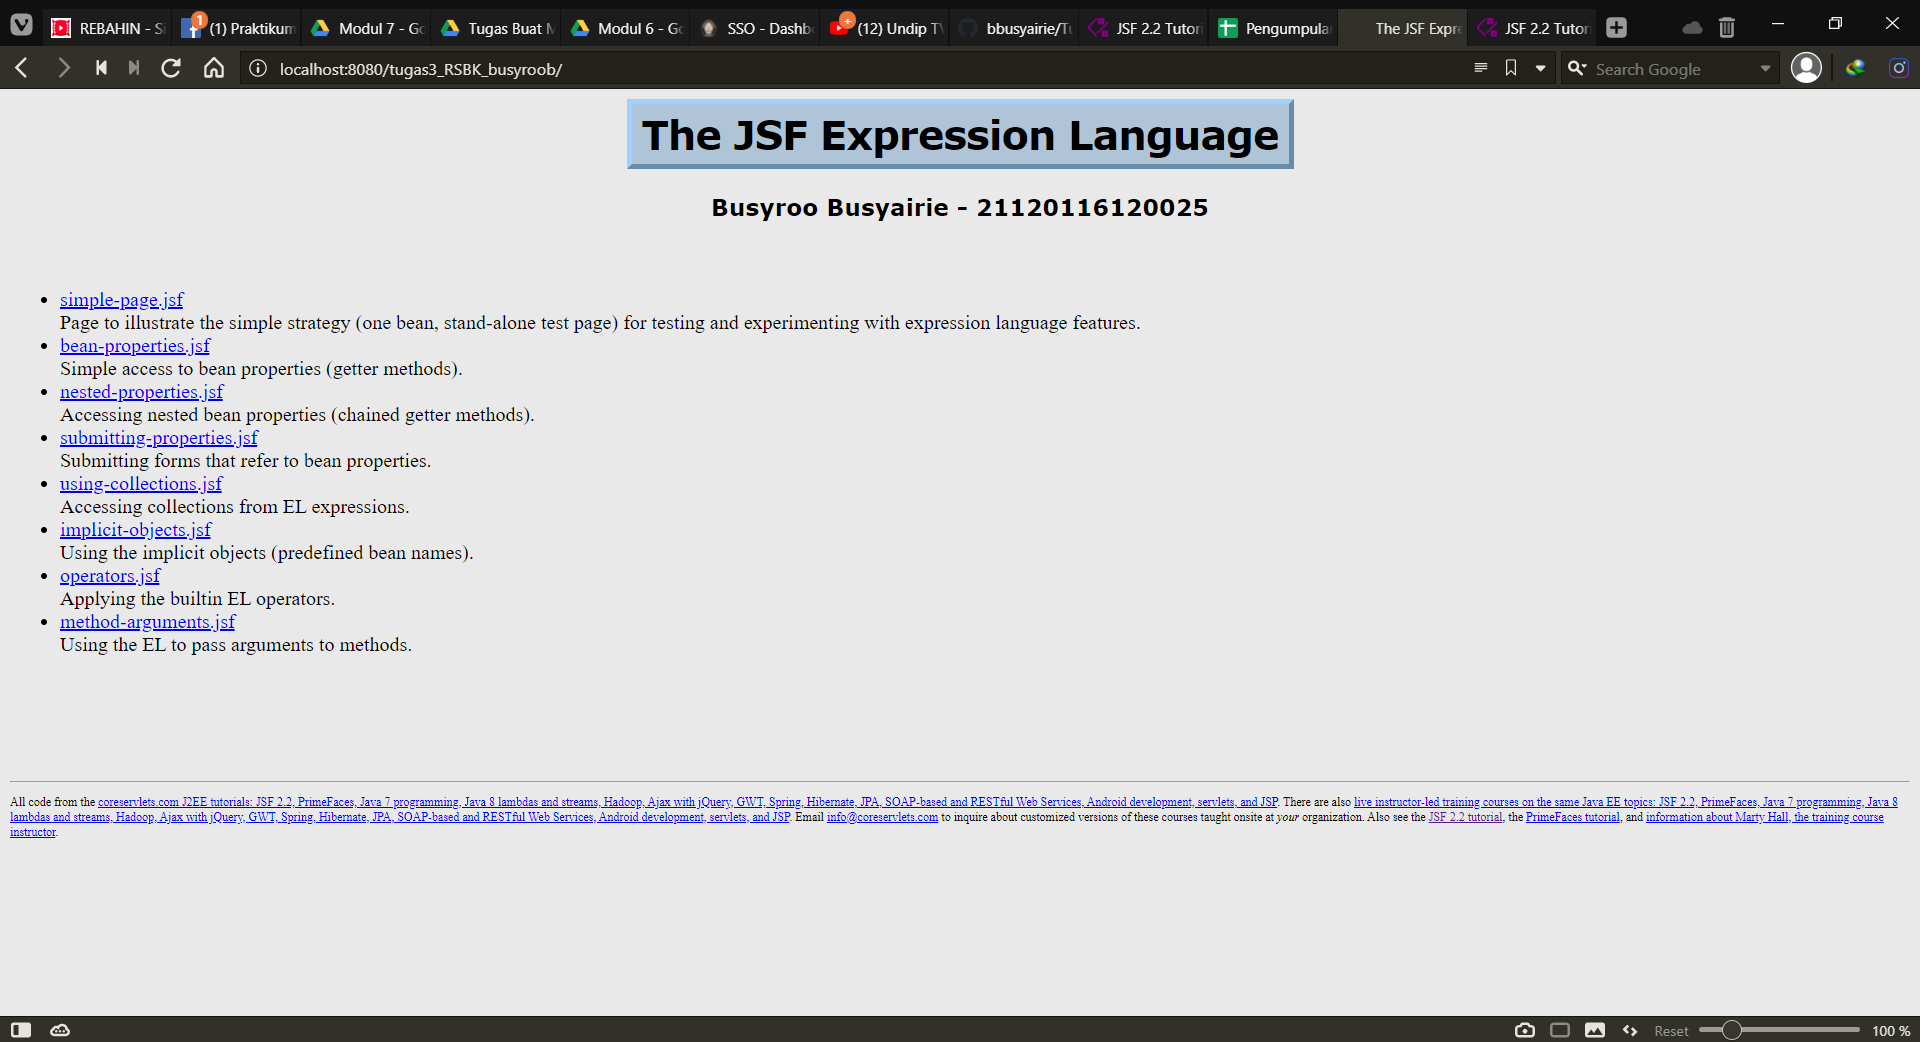 REBAHIN - Si
1
(1) Praktikum
Modul 7 - Go
Tugas Buat M
Modul 6 - Go
SSO - Dashb
(12) Undip TV
bbusyairie/Tu
JSF 2.2 Tutori
Pengumpula
The JSF Expre
JSF 2.2 Tutori
localhost:8080/tugas3_RSBK_busyroob/
Search Google
The JSF Expression Language
Busyroo Busyairie - 21120116120025
simple-page.jsf
Page to illustrate the simple strategy (one bean, stand-alone test page) for testing and experimenting with expression language features.
bean-properties.jsf
Simple access to bean properties (getter methods).
nested-properties.jsf
Accessing nested bean properties (chained getter methods).
submitting-properties.jsf
Submitting forms that refer to bean properties.
using-collections.jsf
Accessing collections from EL expressions.
implicit-objects.jsf
Using the implicit objects (predefined bean names).
operators.jsf
Applying the builtin EL operators.
method-arguments.jsf
Using the EL to pass arguments to methods.
All code from the coreservlets.com J2EE tutorials: JSF 2.2, PrimeFaces, Java 7 programming, Java 8 lambdas and streams, Hadoop, Ajax with jQuery, GWT, Spring, Hibernate, JPA, SOAP-based and RESTful Web Services, Android development, servlets, and JSP. There are also live instructor-led training courses on the same Java EE topics: JSF 2.2, PrimeFaces, Java 7 programming, Java 8
lambdas and streams, Hadoop, Ajax with jQuery, GWT, Spring, Hibernate, JPA, SOAP-based and RESTful Web Services, Android development, servlets, and JSP. Email info@coreservlets.com to inquire about customized versions of these courses taught onsite at your organization. Also see the JSF 2.2 tutorial, the PrimeFaces tutorial, and information about Marty Hall, the training course
instructor.
Reset
100 %